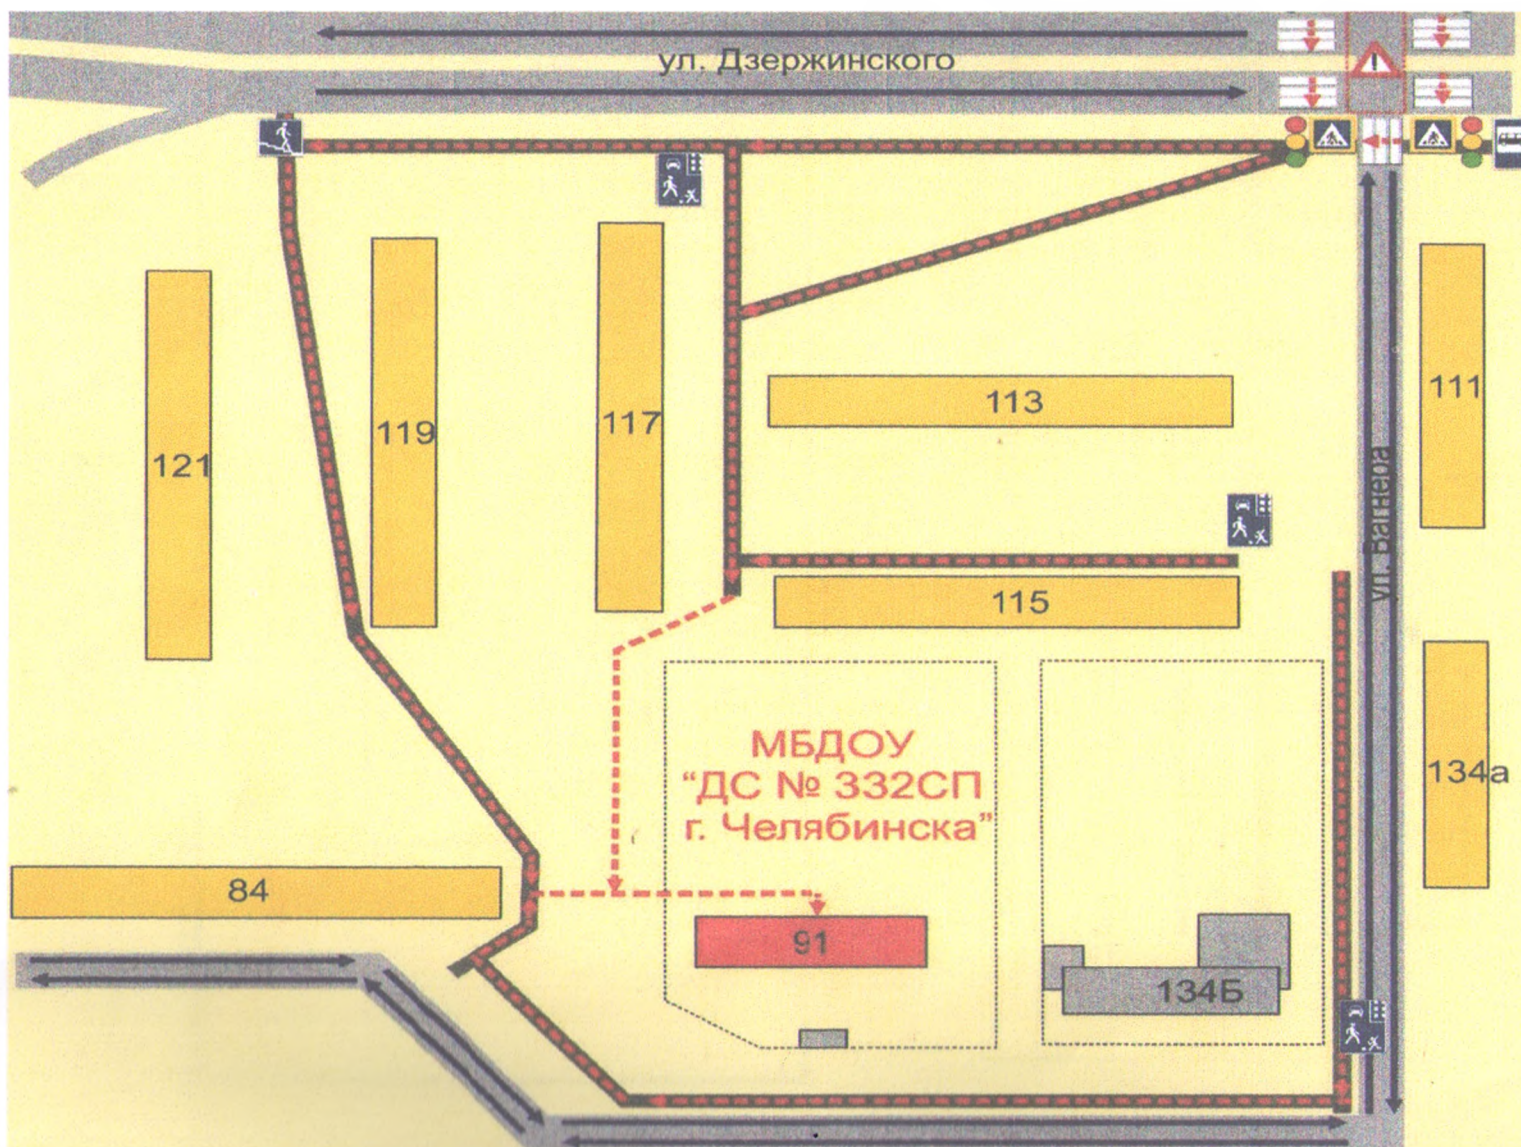 ул. Дзержинского
121
119
117
113
111
ул. Вагнера
115
134а
МБДОУ
“ДС № 332СП
г. Челябинска”
84
91
134Б